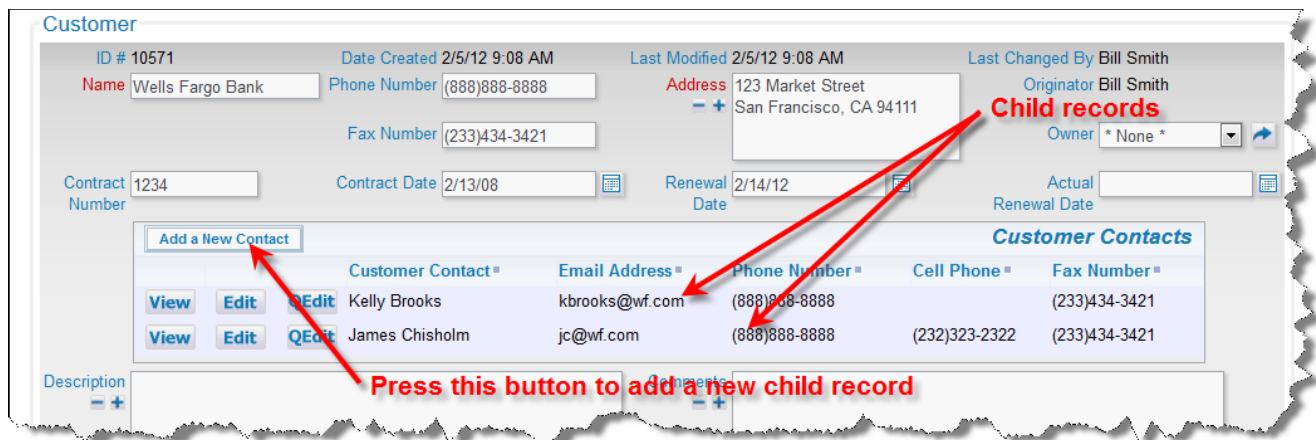 Customer
ID # 10571 Date Created 2/5/12 9:08 AM Last Modified 2/5/12 9:08 AM Last Changed By Bill Smith
Name Wells Fargo Bank Phone Number (888)888-8888 Address 123 Market Street Originator Bill Smith
San Francisco, CA 94111
Child records
Fax Number (233)434-3421 Owner * None *
Contract Number 1234 Contract Date 2/13/08 Renewal Date 2/14/12 Actual Renewal Date
Add a New Contact Customer Contacts
Customer Contact Email Address Phone Number Cell Phone Fax Number
View Edit QEdit Kelly Brooks kbrooks@wf.com (888)888-8888 (233)434-3421
View Edit QEdit James Chisholm jc@wf.com (888)888-8888 (232)323-2322 (233)434-3421
Description Comments
Press this button to add a new child record